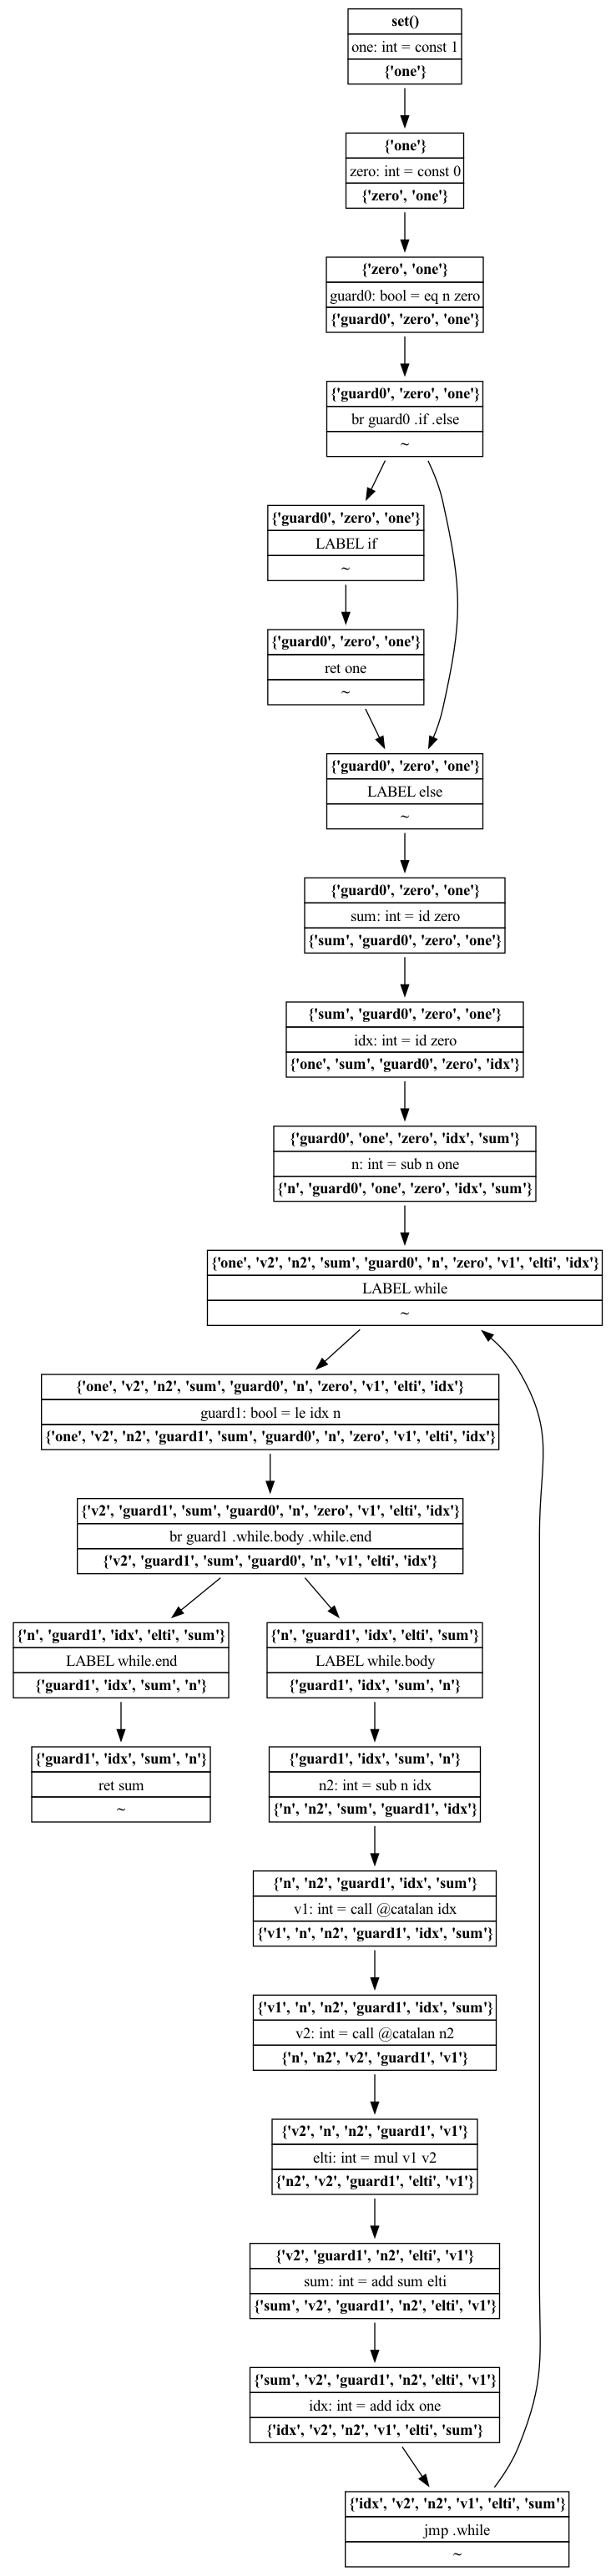 set()
one: int = const 1
{'one'}
{'one'}
zero: int = const 0
{'zero', 'one'}
{'zero', 'one'}
guard0: bool = eq n zero
{'guard0', 'zero', 'one'}
{'guard0', 'zero', 'one'}
br guard0 .if .else
~
{'guard0', 'zero', 'one'}
LABEL if
~
{'guard0', 'zero', 'one'}
ret one
~
{'guard0', 'zero', 'one'}
LABEL else
~
{'guard0', 'zero', 'one'}
sum: int = id zero
{'sum', 'guard0', 'zero', 'one'}
{'sum', 'guard0', 'zero', 'one'}
idx: int = id zero
{'one', 'sum', 'guard0', 'zero', 'idx'}
{'guard0', 'one', 'zero', 'idx', 'sum'}
n: int = sub n one
{'n', 'guard0', 'one', 'zero', 'idx', 'sum'}
{'one', 'v2', 'n2', 'sum', 'guard0', 'n', 'zero', 'v1', 'elti', 'idx'}
LABEL while
~
{'one', 'v2', 'n2', 'sum', 'guard0', 'n', 'zero', 'v1', 'elti', 'idx'}
guard1: bool = le idx n
{'one', 'v2', 'n2', 'guard1', 'sum', 'guard0', 'n', 'zero', 'v1', 'elti', 'idx'}
{'v2', 'guard1', 'sum', 'guard0', 'n', 'zero', 'v1', 'elti', 'idx'}
br guard1 .while.body .while.end
{'v2', 'guard1', 'sum', 'guard0', 'n', 'v1', 'elti', 'idx'}
{'n', 'guard1', 'idx', 'elti', 'sum'}
LABEL while.end
{'guard1', 'idx', 'sum', 'n'}
{'n', 'guard1', 'idx', 'elti', 'sum'}
LABEL while.body
{'guard1', 'idx', 'sum', 'n'}
{'guard1', 'idx', 'sum', 'n'}
ret sum
~
{'guard1', 'idx', 'sum', 'n'}
n2: int = sub n idx
{'n', 'n2', 'sum', 'guard1', 'idx'}
{'n', 'n2', 'guard1', 'idx', 'sum'}
v1: int = call @catalan idx
{'v1', 'n', 'n2', 'guard1', 'idx', 'sum'}
{'v1', 'n', 'n2', 'guard1', 'idx', 'sum'}
v2: int = call @catalan n2
{'n', 'n2', 'v2', 'guard1', 'v1'}
{'v2', 'n', 'n2', 'guard1', 'v1'}
elti: int = mul v1 v2
{'n2', 'v2', 'guard1', 'elti', 'v1'}
{'v2', 'guard1', 'n2', 'elti', 'v1'}
sum: int = add sum elti
{'sum', 'v2', 'guard1', 'n2', 'elti', 'v1'}
{'sum', 'v2', 'guard1', 'n2', 'elti', 'v1'}
idx: int = add idx one
{'idx', 'v2', 'n2', 'v1', 'elti', 'sum'}
{'idx', 'v2', 'n2', 'v1', 'elti', 'sum'}
jmp .while
~